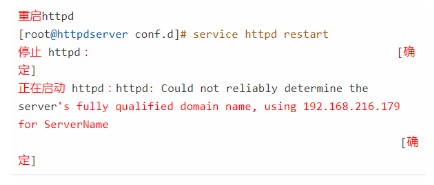 重启httpd
[root@httpdserver conf.d]# service httpd restart
停止 httpd： [确
定]
正在启动 httpd：httpd: Could not reliably determine the
server's fully qualified domain name, using 192.168.216.179
for ServerName
[确
定]